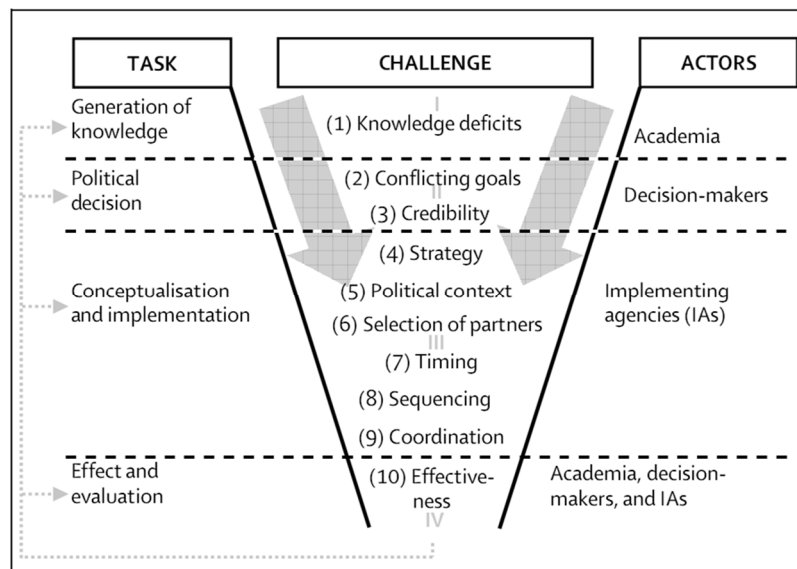 TASK
CHALLENGE
ACTORS
Generation of
knowledge
I
(1) Knowledge deficits
Academia
Political
decision
(2) Conflicting goals
II
(3) Credibility
Decision-makers
(4) Strategy
Conceptualisation
and implementation
(5) Political context
(6) Selection of partners
III
(7) Timing
(8) Sequencing
(9) Coordination
Implementing
agencies (IAs)
Effect and
evaluation
(10) Effective-
ness
IV
Academia, decision-
makers, and IAs